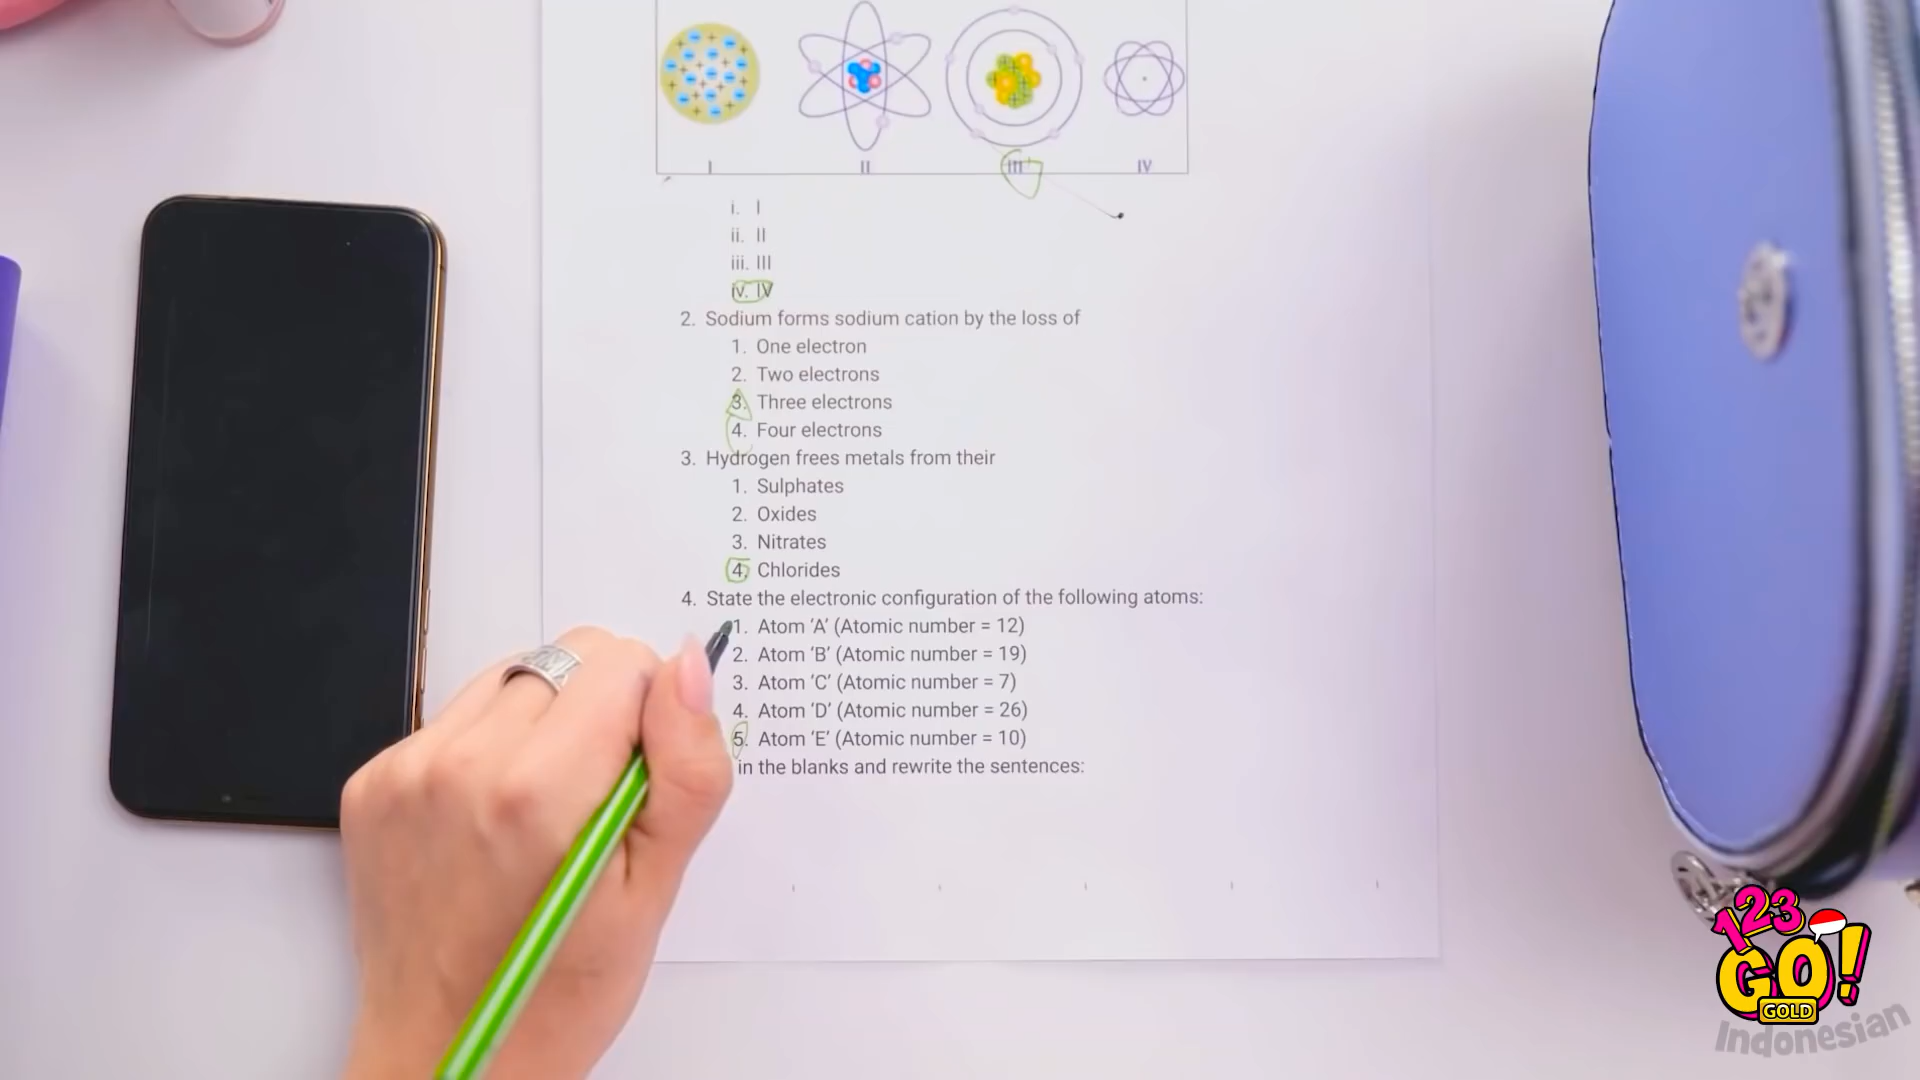 I II III IV
i. I
ii. II
iii. III
iv. IV
2. Sodium forms sodium cation by the loss of
1. One electron
2. Two electrons
3. Three electrons
4. Four electrons
3. Hydrogen frees metals from their
1. Sulphates
2. Oxides
3. Nitrates
4. Chlorides
4. State the electronic configuration of the following atoms:
1. Atom ‘A’ (Atomic number = 12)
2. Atom ‘B’ (Atomic number = 19)
3. Atom ‘C’ (Atomic number = 7)
4. Atom ‘D’ (Atomic number = 26)
5. Atom ‘E’ (Atomic number = 10)
in the blanks and rewrite the sentences:
123
GO!
GOLD
Indonesian